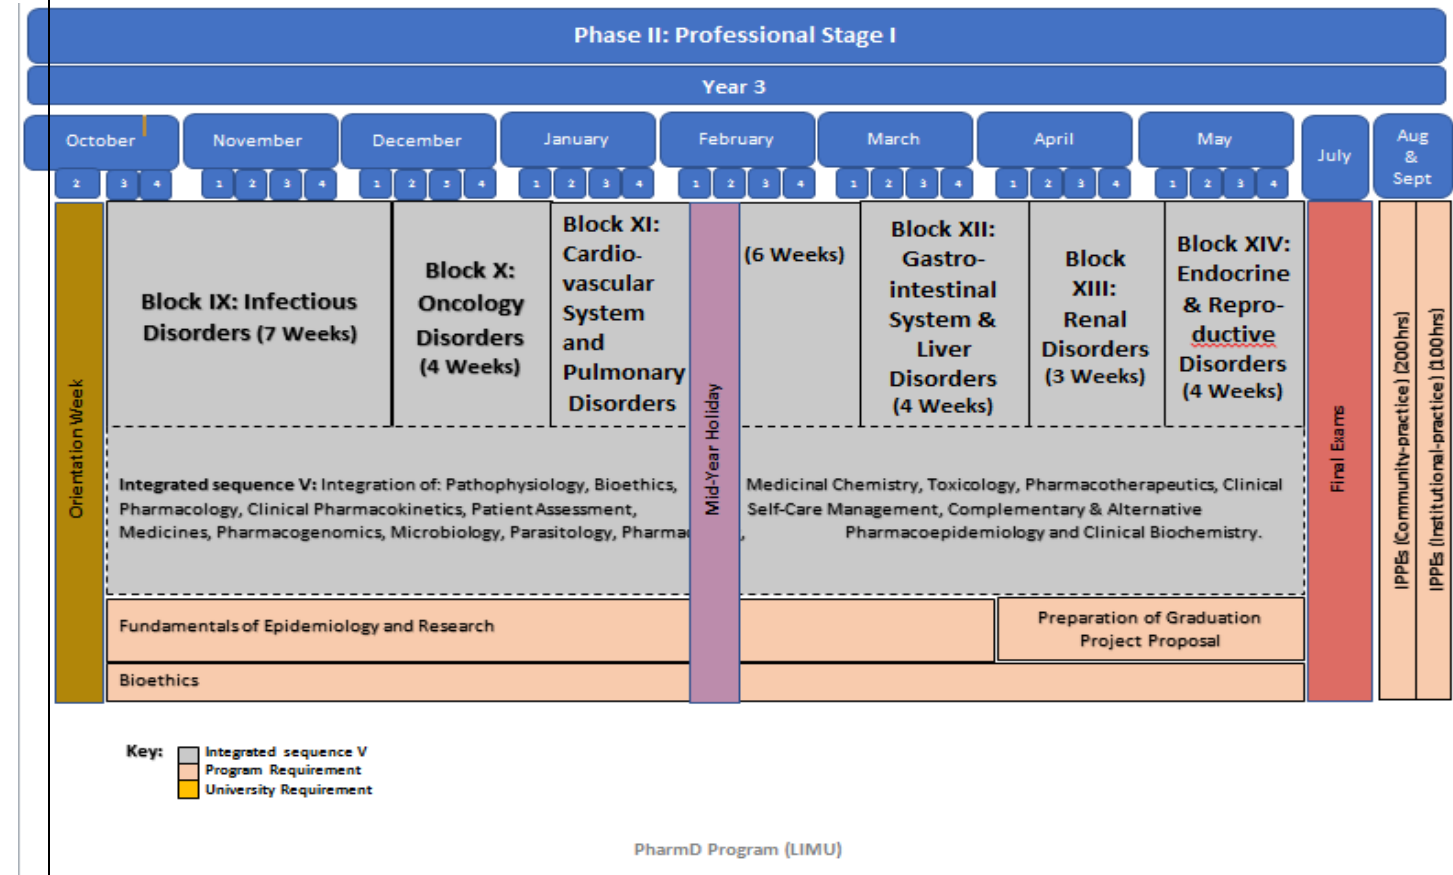 Phase II: Professional Stage I
Year 3
October
November
December
January
February
March
April
May
July
Aug
&
Sept
2 3 4 1 2 3 4 1 2 3 4 1 2 3 4 1 2 3 4 1 2 3 4 1 2 3 4 1 2 3 4
Orientation Week
Block IX: Infectious
Disorders (7 Weeks)
Block X:
Oncology
Disorders
(4 Weeks)
Block XI:
Cardio-
vascular
System
and
Pulmonary
Disorders
Mid-Year Holiday
(6 Weeks)
Block XII:
Gastro-
intestinal
System &
Liver
Disorders
(4 Weeks)
Block
XIII:
Renal
Disorders
(3 Weeks)
Block XIV:
Endocrine
& Repro-
ductive
Disorders
(4 Weeks)
Final Exams
IPPEs (Community-practice) (200hrs)
IPPEs (Institutional-practice) (100hrs)
Integrated sequence V: Integration of: Pathophysiology, Bioethics, Medicinal Chemistry, Toxicology, Pharmacotherapeutics, Clinical
Pharmacology, Clinical Pharmacokinetics, Patient Assessment, Self-Care Management, Complementary & Alternative
Medicines, Pharmacogenomics, Microbiology, Parasitology, Pharma , Pharmacoepidemiology and Clinical Biochemistry.
Fundamentals of Epidemiology and Research
Preparation of Graduation
Project Proposal
Bioethics
Key:
Integrated sequence V
Program Requirement
University Requirement
PharmD Program (LIMU)